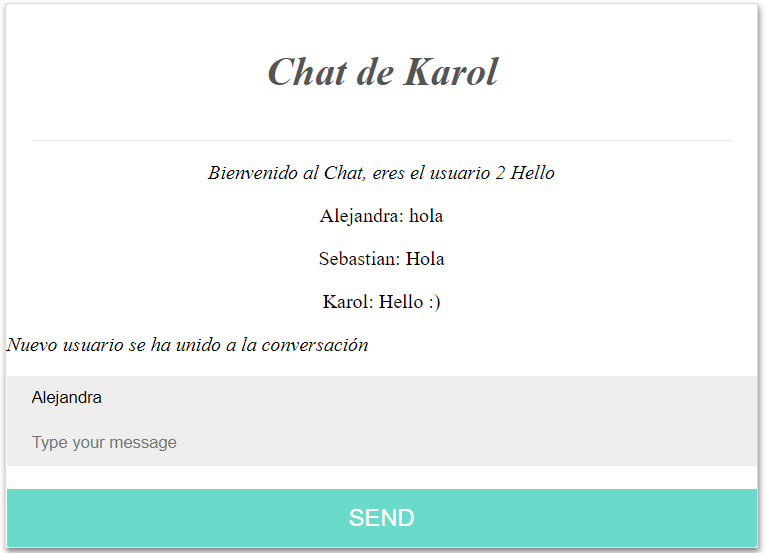 Chat de Karol
Bienvenido al Chat, eres el usuario 2 Hello
Alejandra: hola
Sebastian: Hola
Karol: Hello :)
Nuevo usuario se ha unido a la conversación
Alejandra
Type your message
SEND